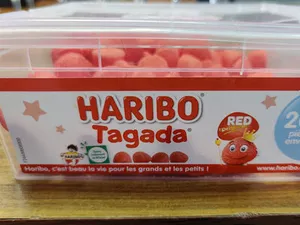 HARIBO
Tagada
RED
Haribo, c'est beau la vie pour les grands et les petits !